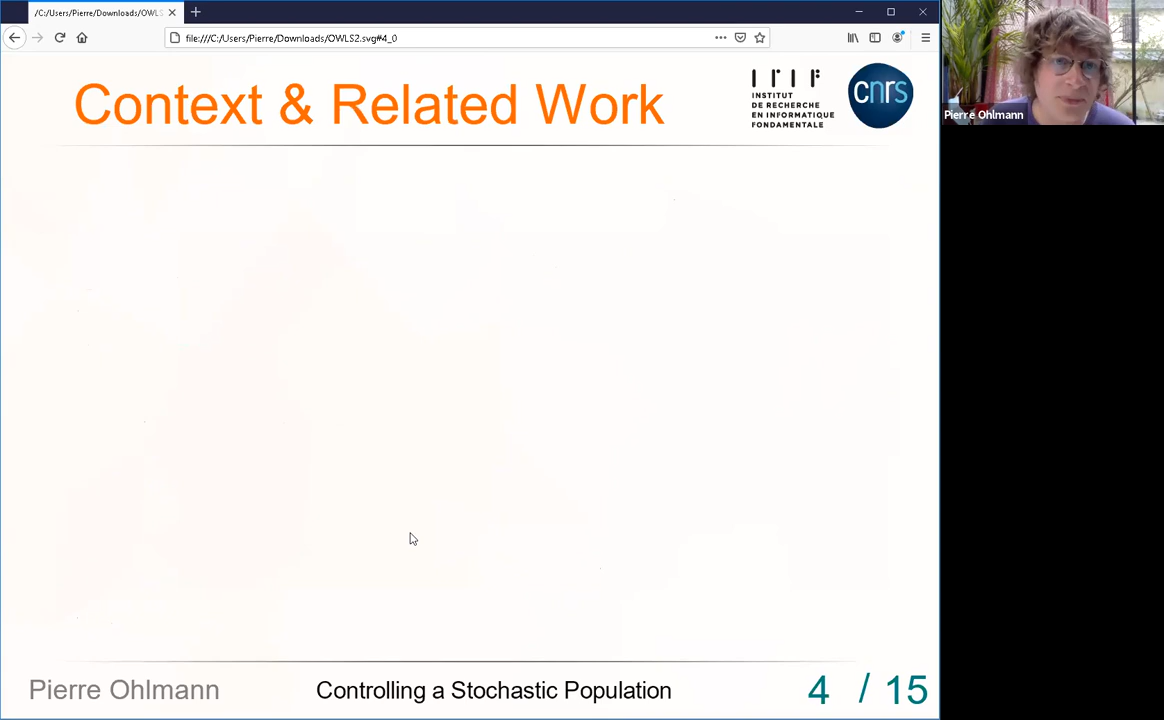 /C:/Users/Pierre/Downloads/OWLS
file:///C:/Users/Pierre/Downloads/OWLS2.svg#4_0
Context & Related Work
INSTITUT
DE RECHERCHE
EN INFORMATIQUE
FONDAMENTALE
cnrs
Pierre Ohlmann
Pierre Ohlmann
Controlling a Stochastic Population
4 / 15